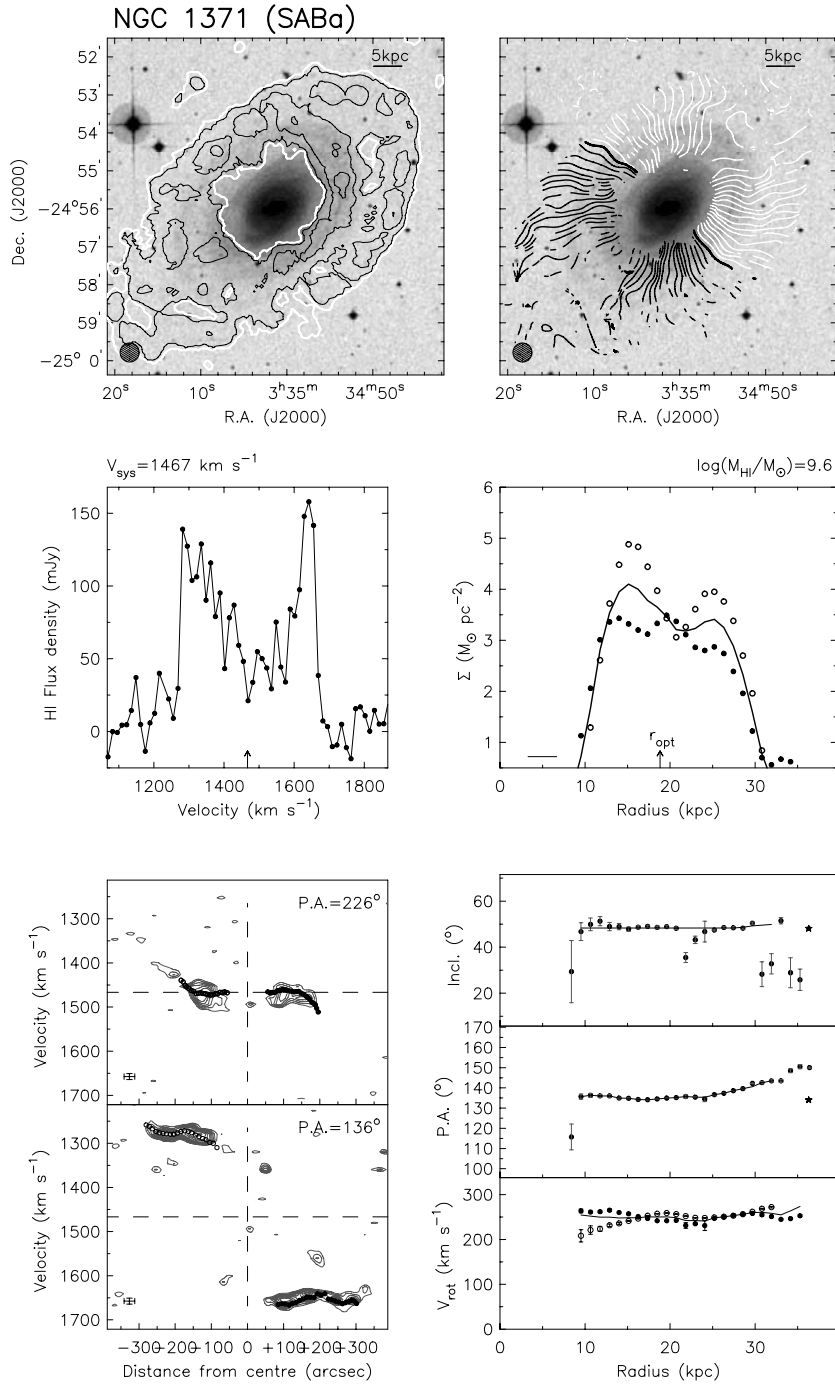 NGC 1371 (SABa)
5kpc
5kpc
52'
53'
54'
55'
−24°56'
57'
58'
59'
−25° 0'
Dec. (J2000)
20ˢ 10ˢ 3ʰ35ᵐ 34ᵐ50ˢ
20ˢ 10ˢ 3ʰ35ᵐ 34ᵐ50ˢ
R.A. (J2000)
R.A. (J2000)
V_sys=1467 km s⁻¹
log(M_HI/M_⊙)=9.6
150
100
50
0
HI Flux density (mJy)
1200 1400 1600 1800
Velocity (km s⁻¹)
6
5
4
3
2
1
Σ (M_⊙ pc⁻²)
r_opt
0 10 20 30
Radius (kpc)
P.A.=226°
1300
1400
1500
1600
1700
Velocity (km s⁻¹)
P.A.=136°
1300
1400
1500
1600
1700
Velocity (km s⁻¹)
−300−200−100 0 +100+200+300
Distance from centre (arcsec)
60
40
20
Incl. (°)
170
160
150
140
130
120
110
100
P.A. (°)
300
200
100
0
V_rot (km s⁻¹)
0 10 20 30
Radius (kpc)